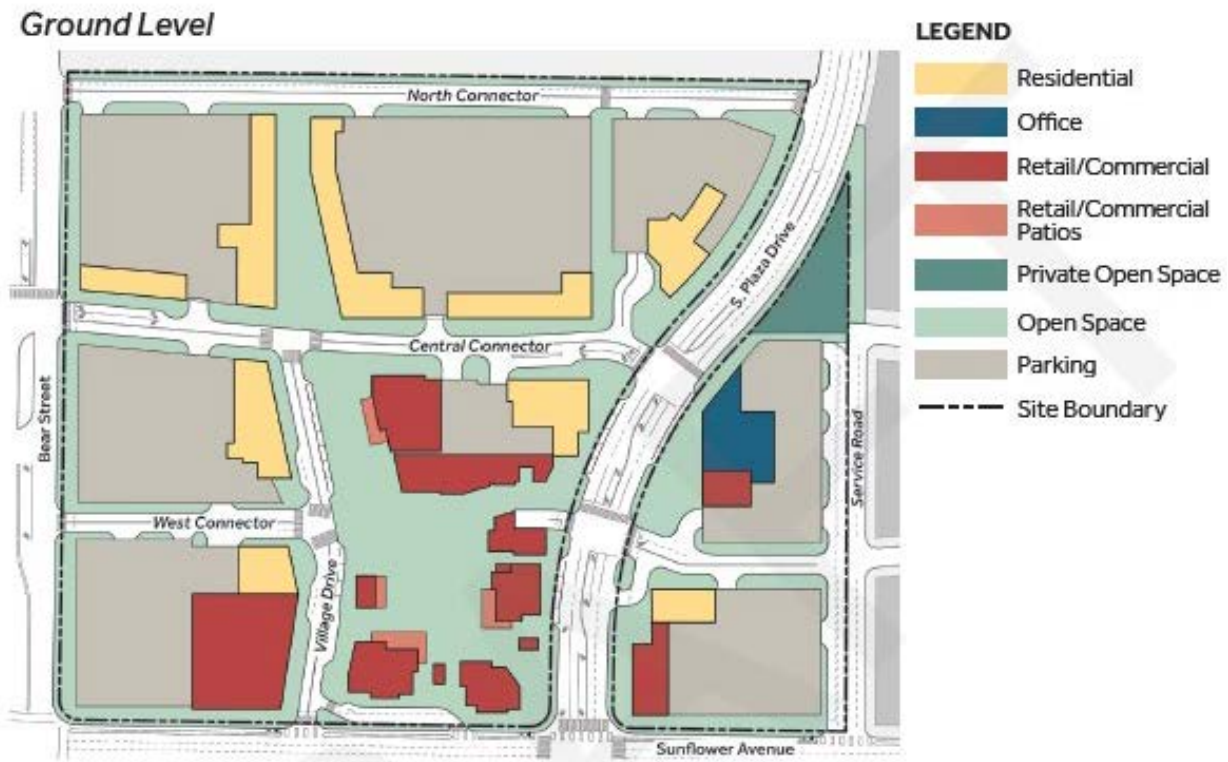 Ground Level
LEGEND
Residential
Office
Retail/Commercial
Retail/Commercial
Patios
Private Open Space
Open Space
Parking
Site Boundary
North Connector
S. Plaza Drive
Central Connector
Bear Street
Service Road
West Connector
Village Drive
Sunflower Avenue